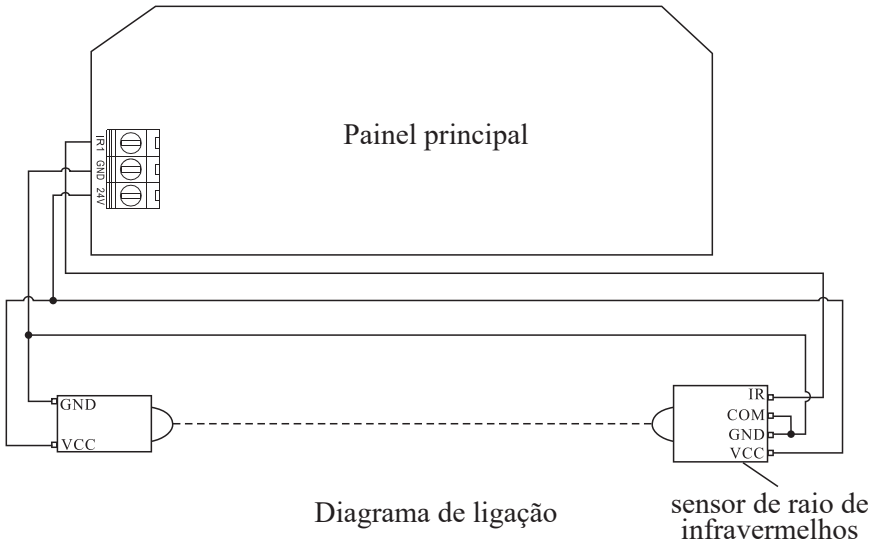 Painel principal
IR1
GND
24V
GND
VCC
IR
COM
GND
VCC
Diagrama de ligação
sensor de raio de
infravermelhos